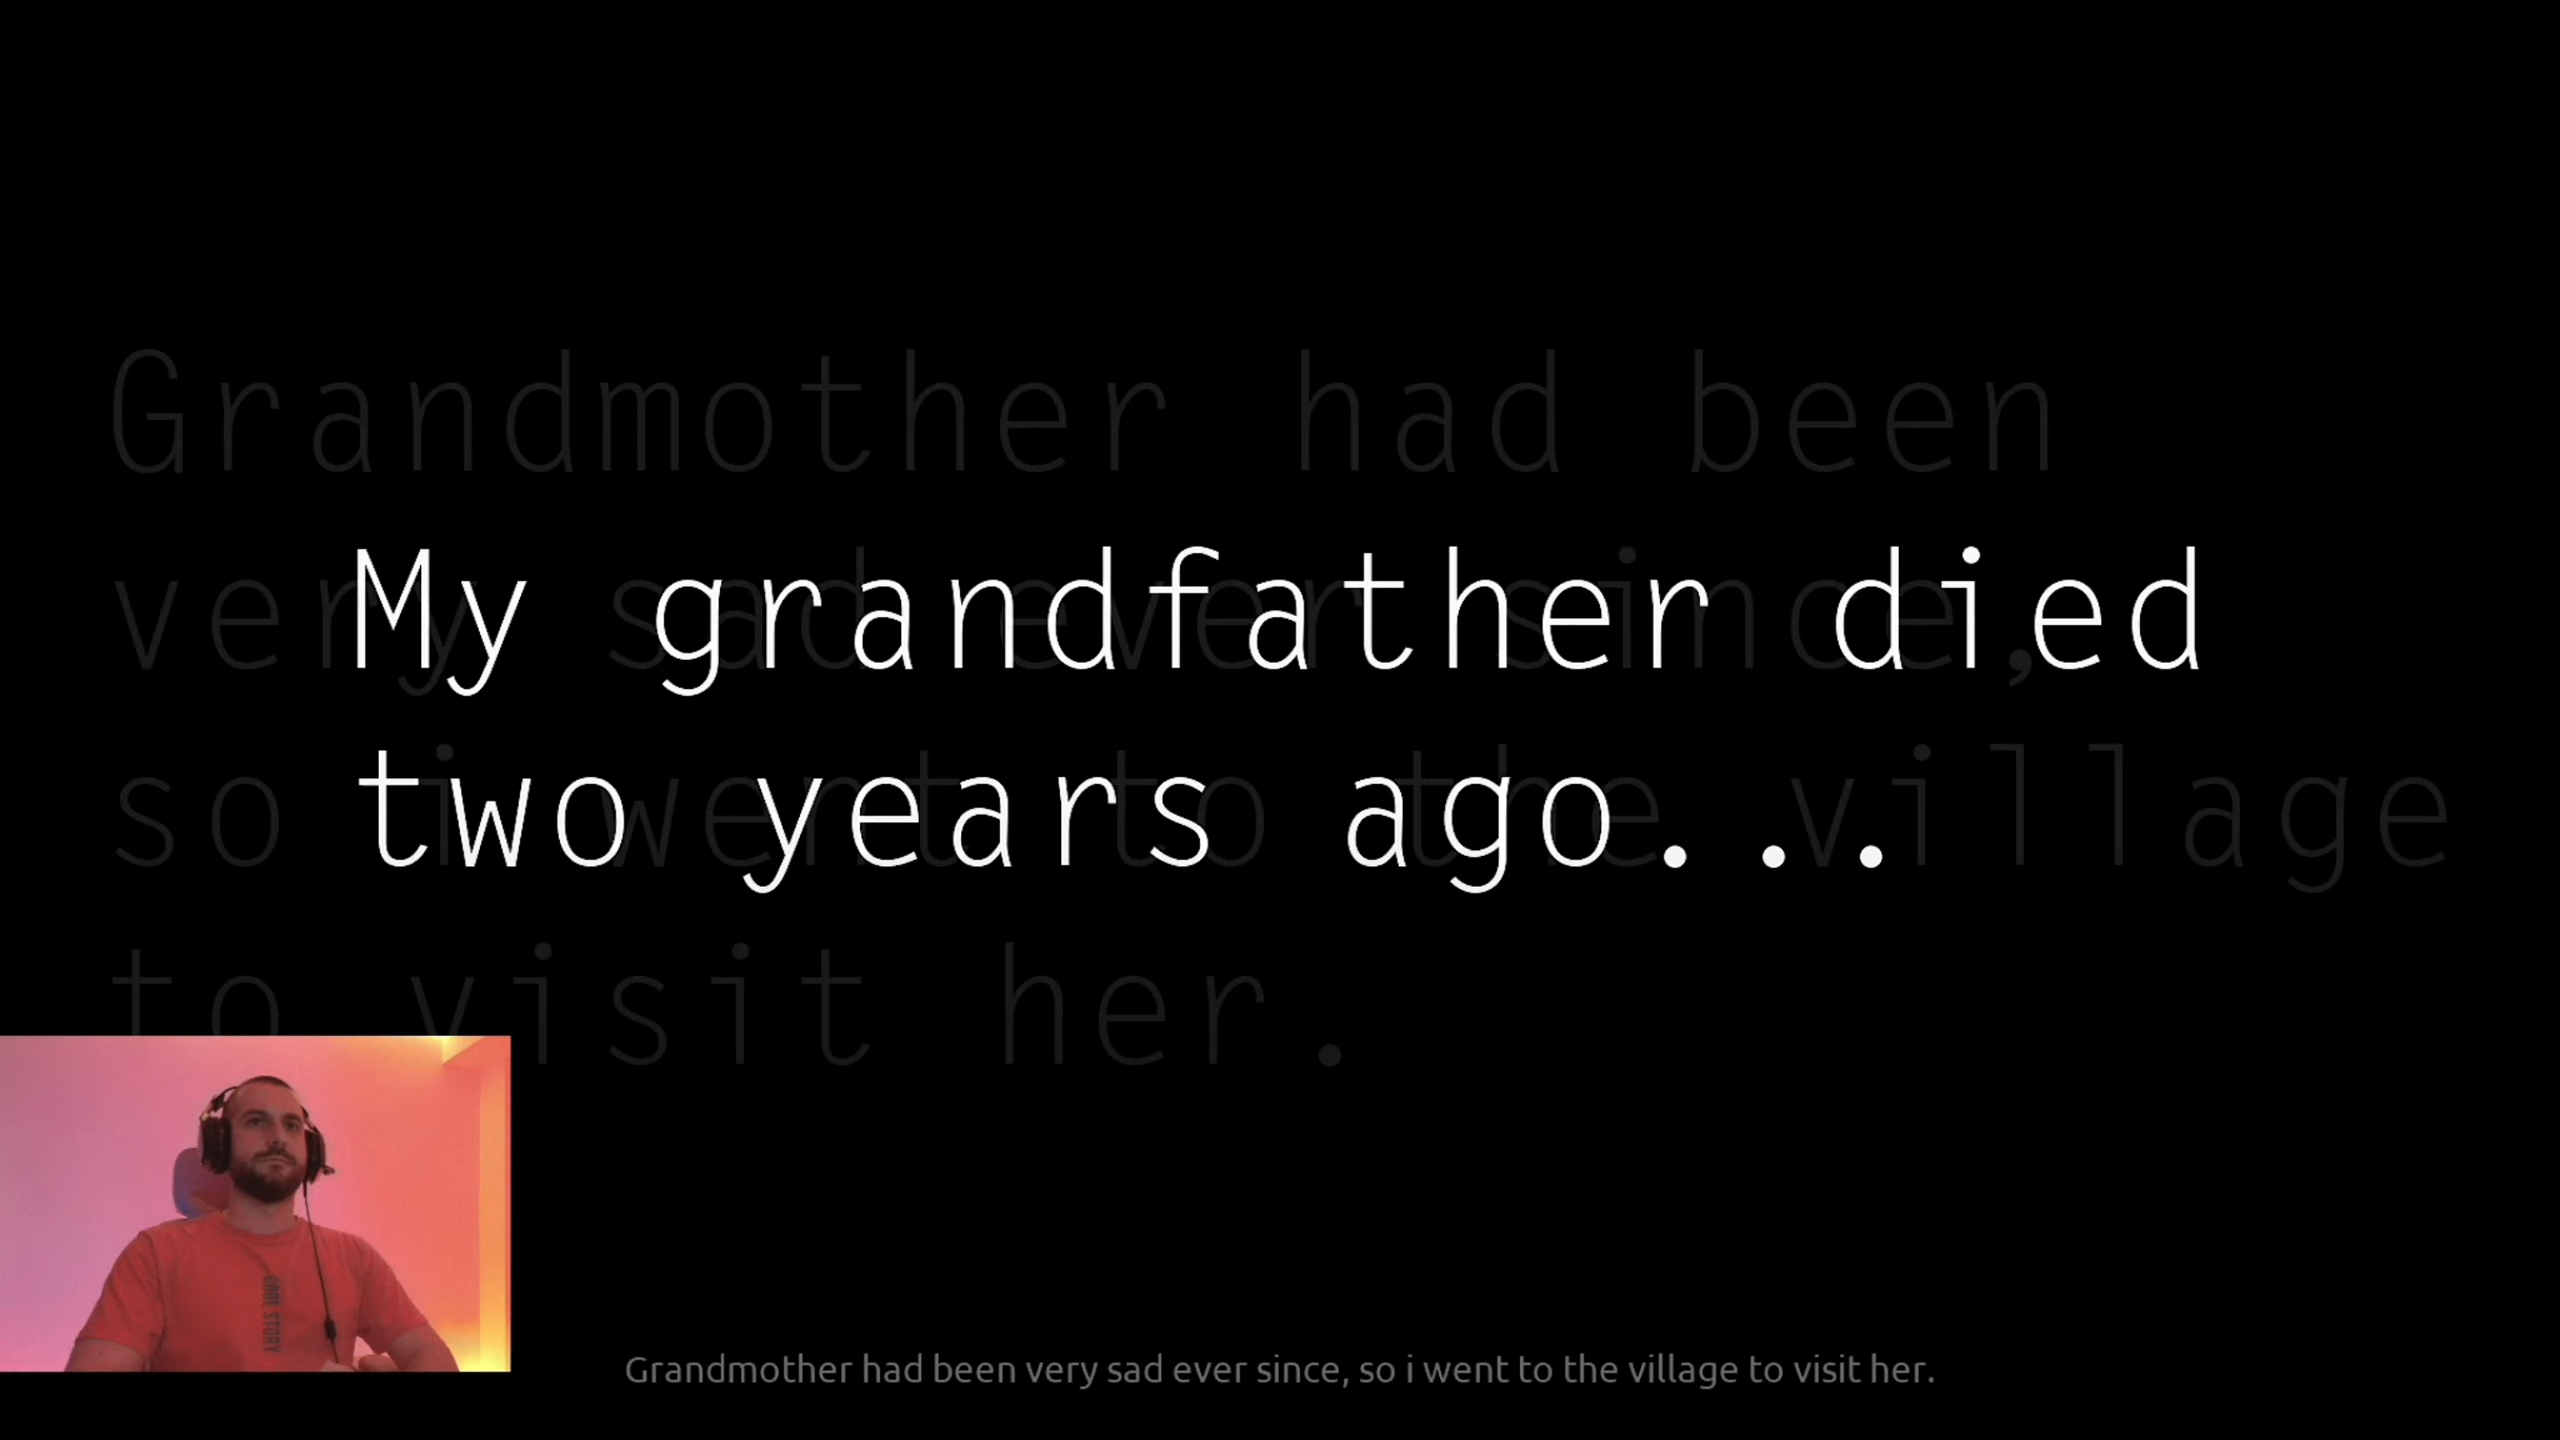 Grandmother had been
very sad ever since,
so i went to the village
to visit her.
My grandfather died
two years ago...
Grandmother had been very sad ever since, so i went to the village to visit her.